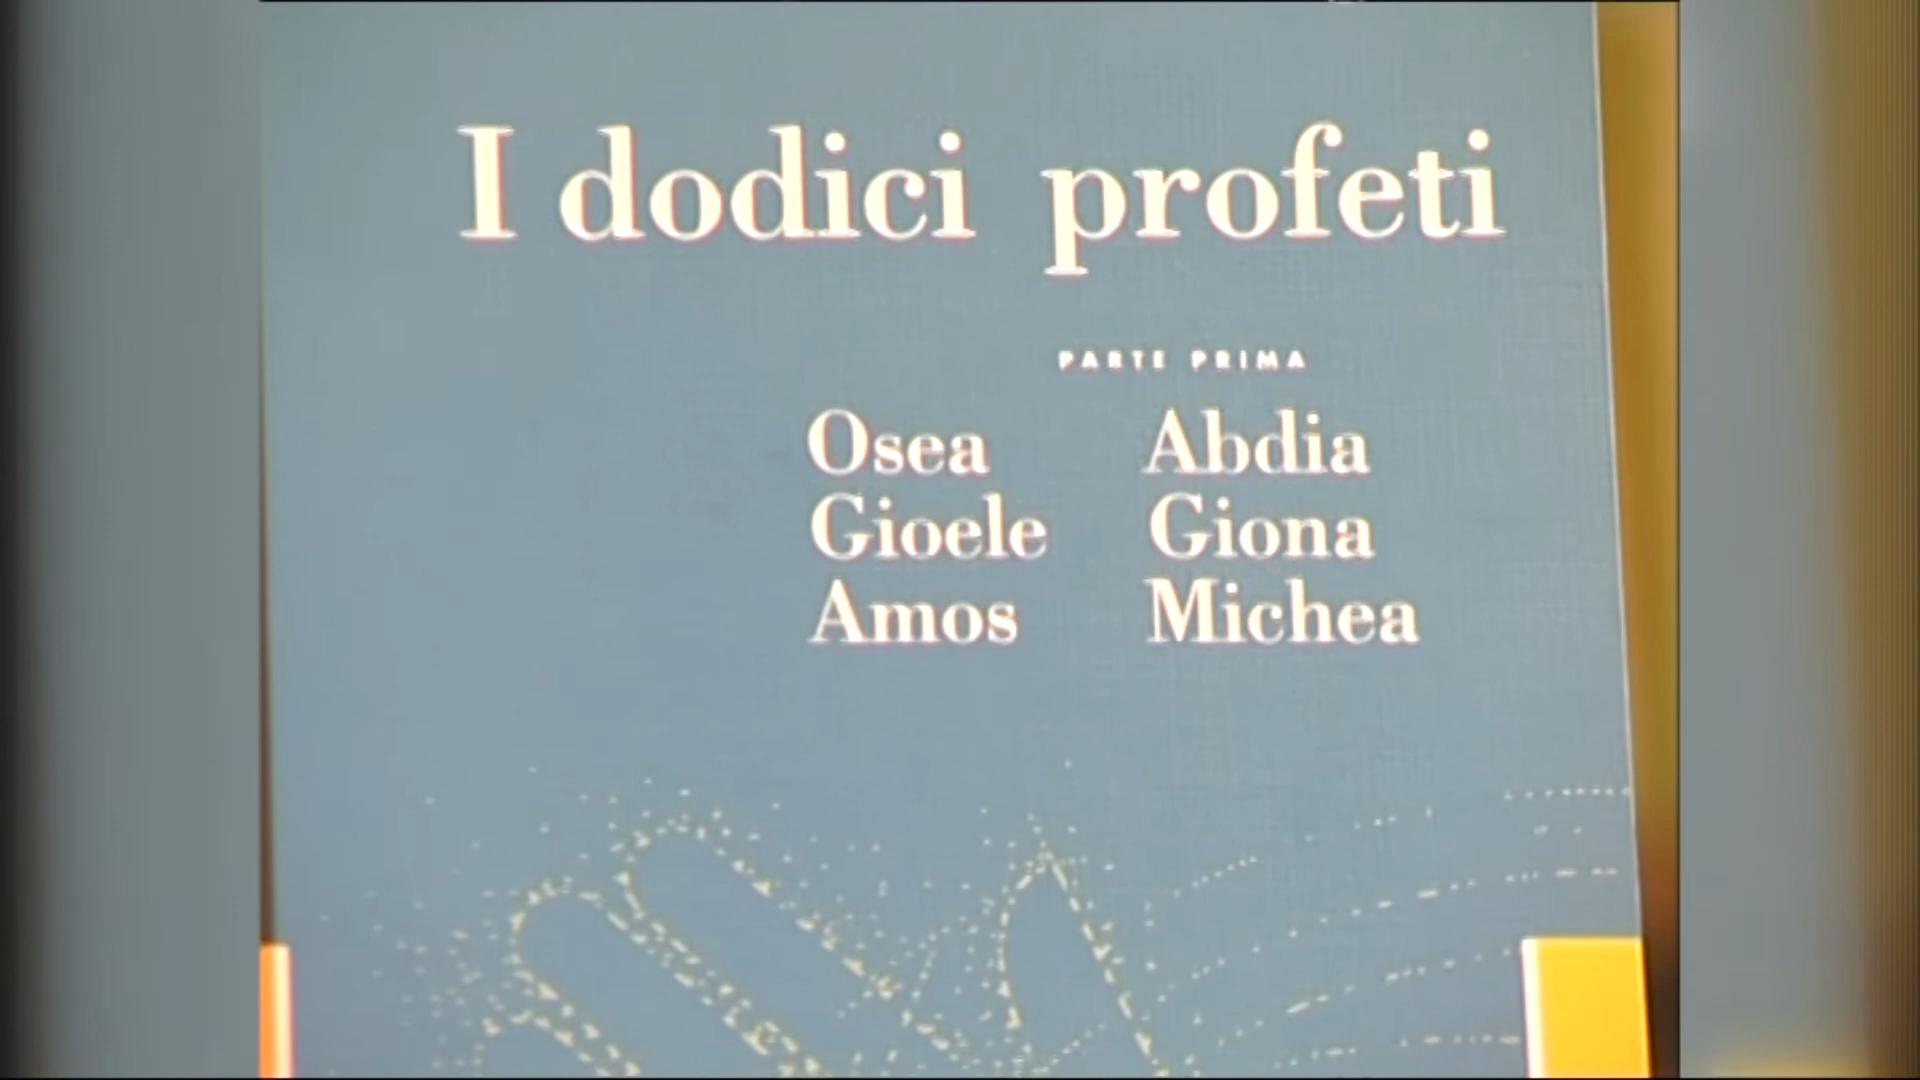 I dodici profeti
PARTE PRIMA
Osea Abdia
Gioele Giona
Amos Michea